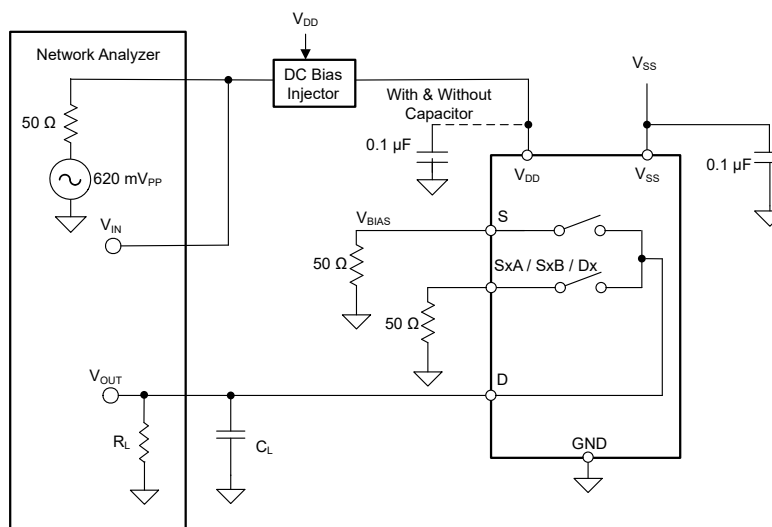 Network Analyzer
V_DD
DC Bias
Injector
V_SS
50 Ω
With & Without
Capacitor
0.1 µF
0.1 µF
620 mV_PP
V_DD
V_SS
V_IN
V_BIAS
S
50 Ω
SxA / SxB / Dx
50 Ω
V_OUT
D
R_L
C_L
GND